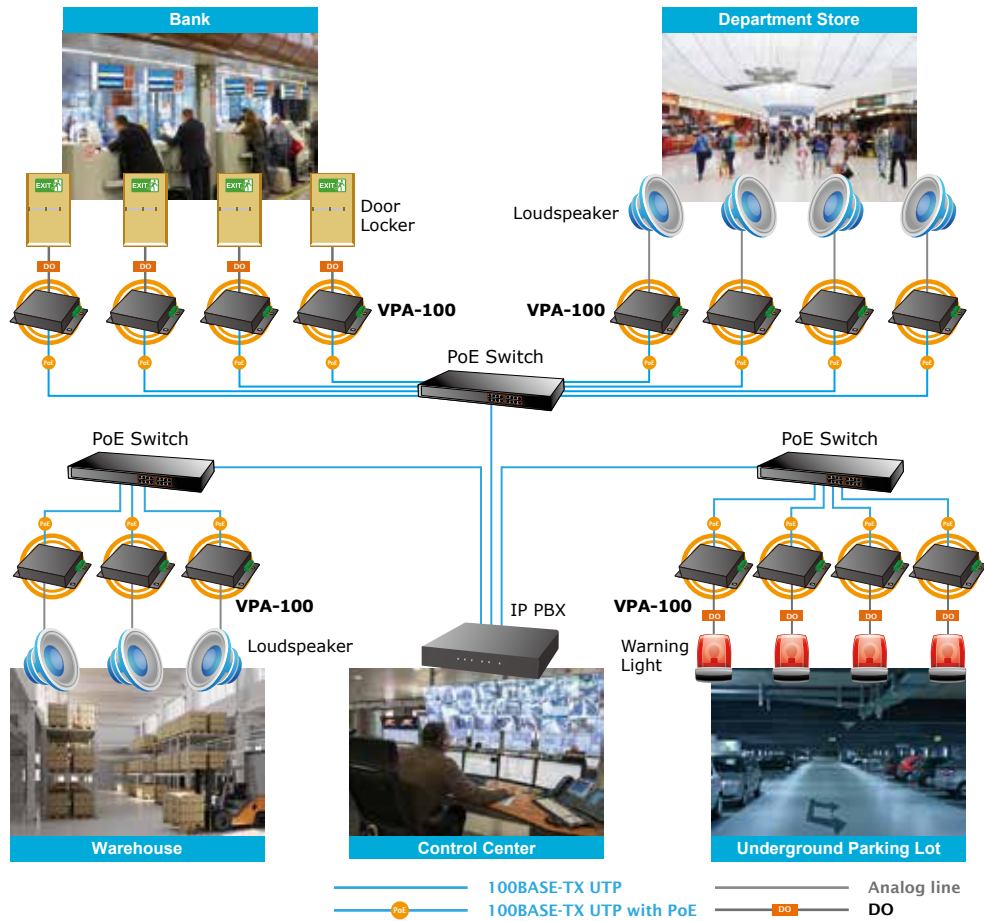 Bank
Department Store
EXIT
EXIT
EXIT
EXIT
Door
Locker
Loudspeaker
DO
DO
DO
DO
VPA-100
VPA-100
PoE
PoE
PoE
PoE
PoE
PoE
PoE
PoE
PoE Switch
PoE Switch
PoE Switch
PoE
PoE
PoE
PoE
PoE
PoE
PoE
VPA-100
IP PBX
VPA-100
DO
DO
DO
DO
Loudspeaker
Warning
Light
Warehouse
Control Center
Underground Parking Lot
100BASE-TX UTP
Analog line
PoE
100BASE-TX UTP with PoE
DO
DO